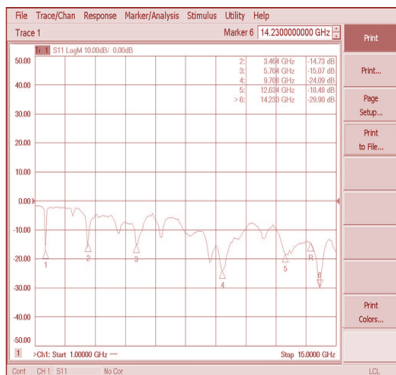 File Trace/Chan Response Marker/Analysis Stimulus Utility Help
Trace 1 Marker 6 14.2300000000 GHz
Print
Tr 1 S11 LogM 10.00dB/ 0.00dB
50.00
2: 3.464 GHz -14.73 dB
3: 5.704 GHz -15.07 dB
4: 9.708 GHz -24.09 dB
5: 12.634 GHz -18.48 dB
>6: 14.233 GHz -29.90 dB
Print...
40.00
Page
Setup...
30.00
Print
to File...
20.00
10.00
0.00
-10.00
-20.00
1
2
3
4
5
R
6
-30.00
Print
Colors...
-40.00
-50.00
1 >Ch1: Start 1.00000 GHz — Stop 15.0000 GHz
Cont CH 1: S11 No Cor LCL